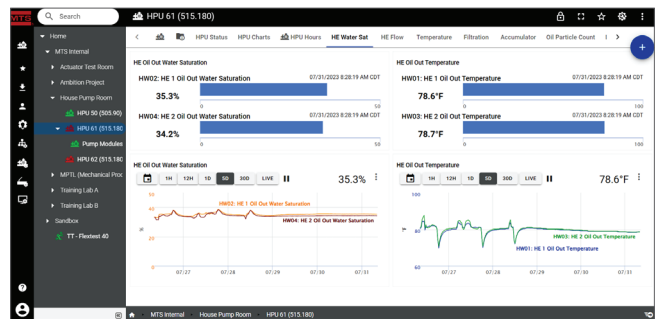 MTS
Search
HPU 61 (515.180)
Home
MTS Internal
Actuator Test Room
Ambition Project
House Pump Room
HPU 50 (505.90)
HPU 61 (515.180
Pump Modules
HPU 62 (515.180
MPTL (Mechanical Proc
Training Lab A
Training Lab B
Sandbox
TT - Flextest 40
HPU Status HPU Charts HPU Hours HE Water Sat HE Flow Temperature Filtration Accumulator Oil Particle Count
HE Oil Out Water Saturation
HW02: HE 1 Oil Out Water Saturation 07/31/2023 8:28:19 AM CDT
35.3%
0 50
HW04: HE 2 Oil Out Water Saturation 07/31/2023 8:28:19 AM CDT
34.2%
0 50
HE Oil Out Temperature
HW01: HE 1 Oil Out Temperature 07/31/2023 8:28:19 AM CDT
78.6°F
0 100
HW03: HE 2 Oil Out Temperature 07/31/2023 8:28:19 AM CDT
78.7°F
0 100
HE Oil Out Water Saturation
1H 12H 1D 5D 30D LIVE 35.3%
50
HW02: HE 1 Oil Out Water Saturation
40
HW04: HE 2 Oil Out Water Saturation
%
20
0
07/27 07/28 07/29 07/30 07/31
HE Oil Out Temperature
1H 12H 1D 5D 30D LIVE 78.6°F
100
°F
80
HW03: HE 2 Oil Out Temperature
HW01: HE 1 Oil Out Temperature
60
07/27 07/28 07/29 07/30 07/31
MTS Internal House Pump Room HPU 61 (515.180)